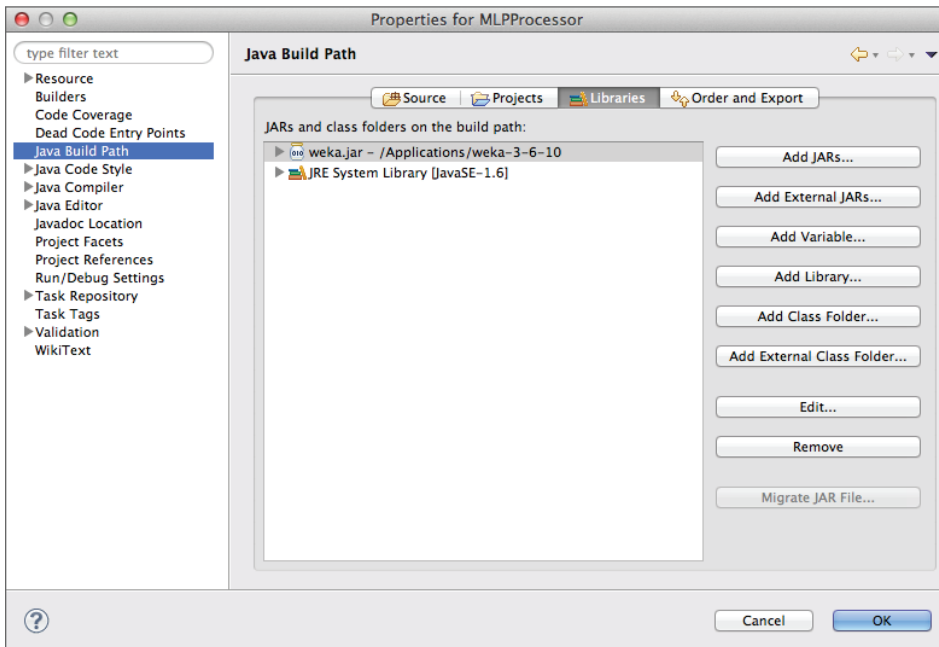 Properties for MLPProcessor
type filter text
Resource
Builders
Code Coverage
Dead Code Entry Points
Java Build Path
Java Code Style
Java Compiler
Java Editor
Javadoc Location
Project Facets
Project References
Run/Debug Settings
Task Repository
Task Tags
Validation
WikiText
Java Build Path
Source Projects Libraries Order and Export
JARs and class folders on the build path:
weka.jar – /Applications/weka-3-6-10
JRE System Library [JavaSE-1.6]
Add JARs...
Add External JARs...
Add Variable...
Add Library...
Add Class Folder...
Add External Class Folder...
Edit...
Remove
Migrate JAR File...
?
Cancel OK